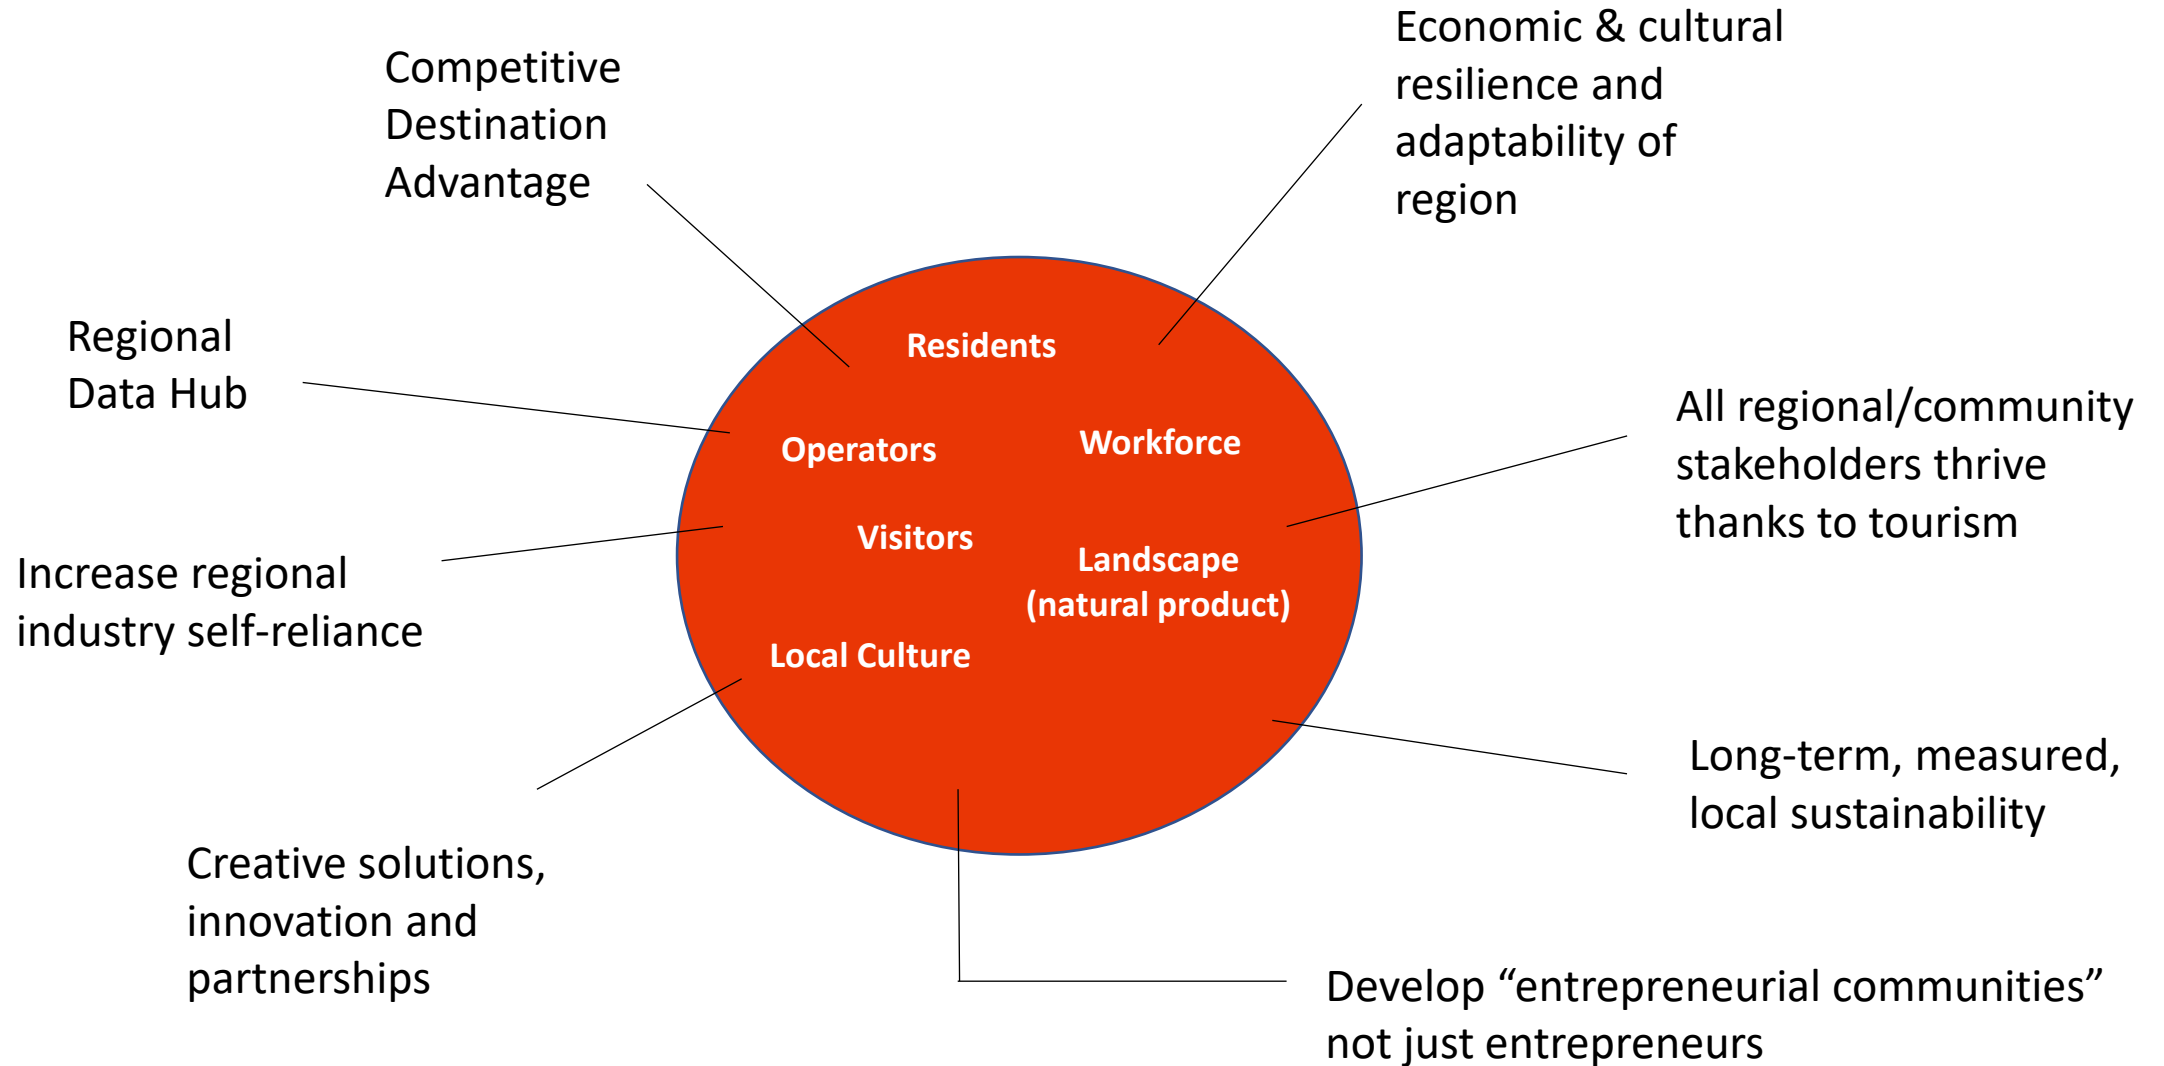 Competitive
Destination
Advantage
Economic & cultural
resilience and
adaptability of
region
Regional
Data Hub
Increase regional
industry self-reliance
Creative solutions,
innovation and
partnerships
Residents
Operators
Workforce
Visitors
Landscape
(natural product)
Local Culture
All regional/community
stakeholders thrive
thanks to tourism
Long-term, measured,
local sustainability
Develop “entrepreneurial communities”
not just entrepreneurs